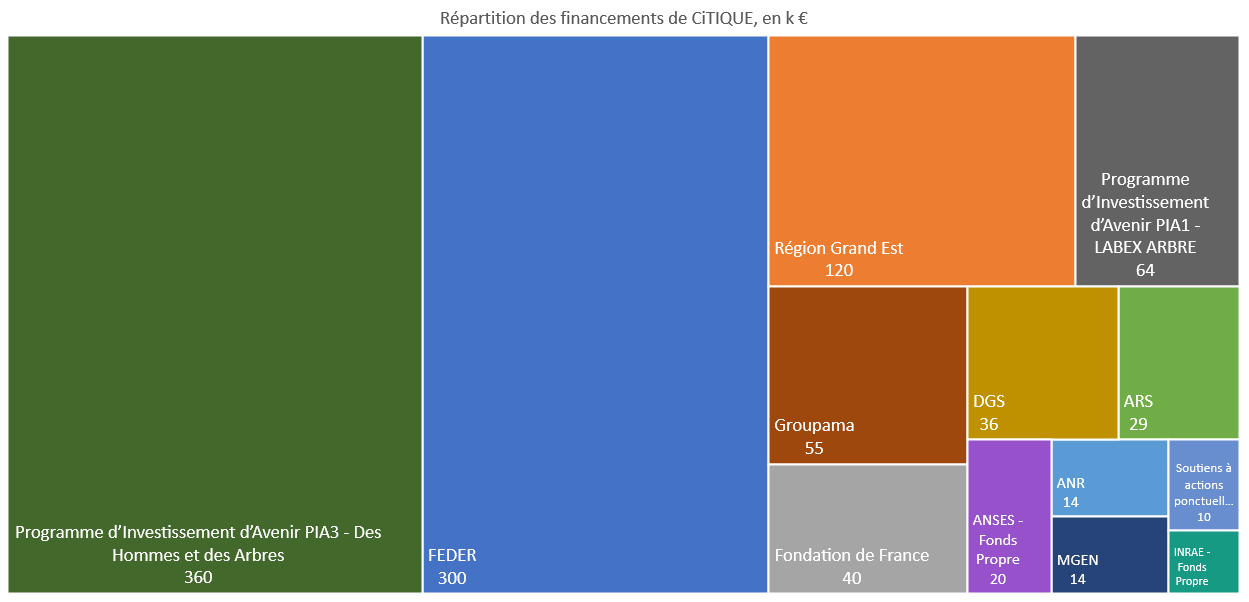 Répartition des financements de CiTIQUE, en k €
Programme d’Investissement d’Avenir PIA3 - Des
Hommes et des Arbres
360
FEDER
300
Région Grand Est
120
Programme
d’Investissement
d’Avenir PIA1 -
LABEX ARBRE
64
Groupama
55
DGS
36
ARS
29
Fondation de France
40
ANSES -
Fonds
Propre
20
ANR
14
MGEN
14
Soutiens à
actions
ponctuell...
10
INRAE -
Fonds
Propre